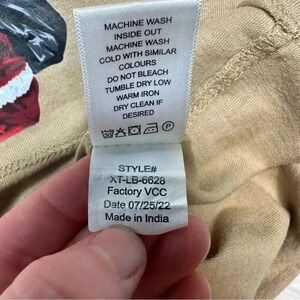 MACHINE WASH
INSIDE OUT
MACHINE WASH
COLD WITH SIMILAR
COLOURS
DO NOT BLEACH
TUMBLE DRY LOW
WARM IRON
DRY CLEAN IF
DESIRED
STYLE#
XT-LB-6628
Factory VCC
Date 07/25/22
Made in India